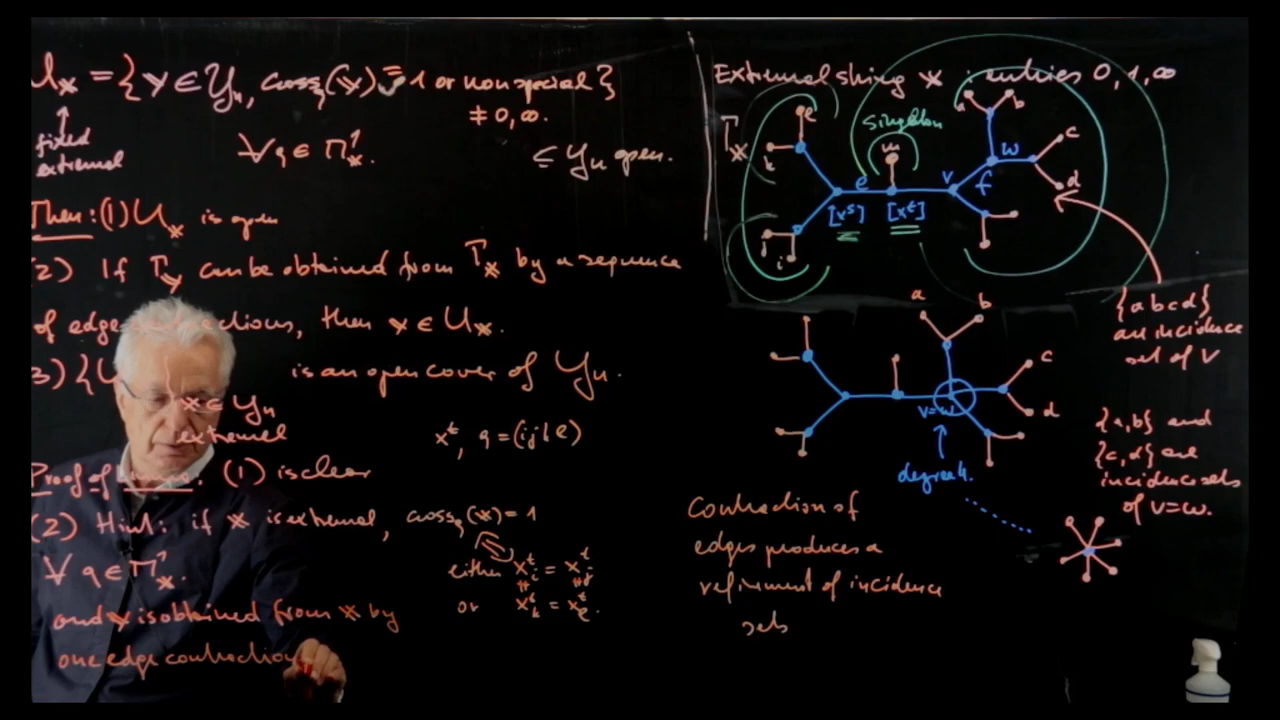 U_x = { y ∈ Y_n, cross_q(y) = 1 or nonspecial }
≠ 0, ∞.
↑
fixed
extremal
∀ q ∈ Π¹_x.
⊆ Y_n open.
Then: (1) U_x is open
(2) If T_y can be obtained from T_x by a sequence
of edge contractions, then x ∈ U_x.
3) { U is an open cover of Y_n.
x ∈ Y_n
extremal
x^t, q = (ijkl)
Proof of (1) is clear
(2) Hint: if x is extremal, cross_q(x) = 1
∀ q ∈ Π¹_x.
either x^t_i = x^t_j
≠ ≠
or x^t_k = x^t_l.
and y is obtained from x by
one edge contraction
Extremal string x : entries 0, 1, ∞
T_x
l
k
singleton
m
a b
c
w
d
e
v
f
[x^s]
[x^t]
j
i
{abcd}
an incidence
set of v
a
b
c
d
v=w
degree 4.
{a,b} and
{c,d} are
incidence sets
of v=w.
Contraction of
edges produces a
refinement of incidence
sets